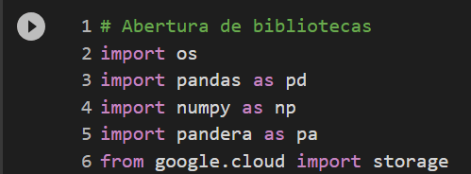 1 # Abertura de bibliotecas
2 import os
3 import pandas as pd
4 import numpy as np
5 import pandera as pa
6 from google.cloud import storage